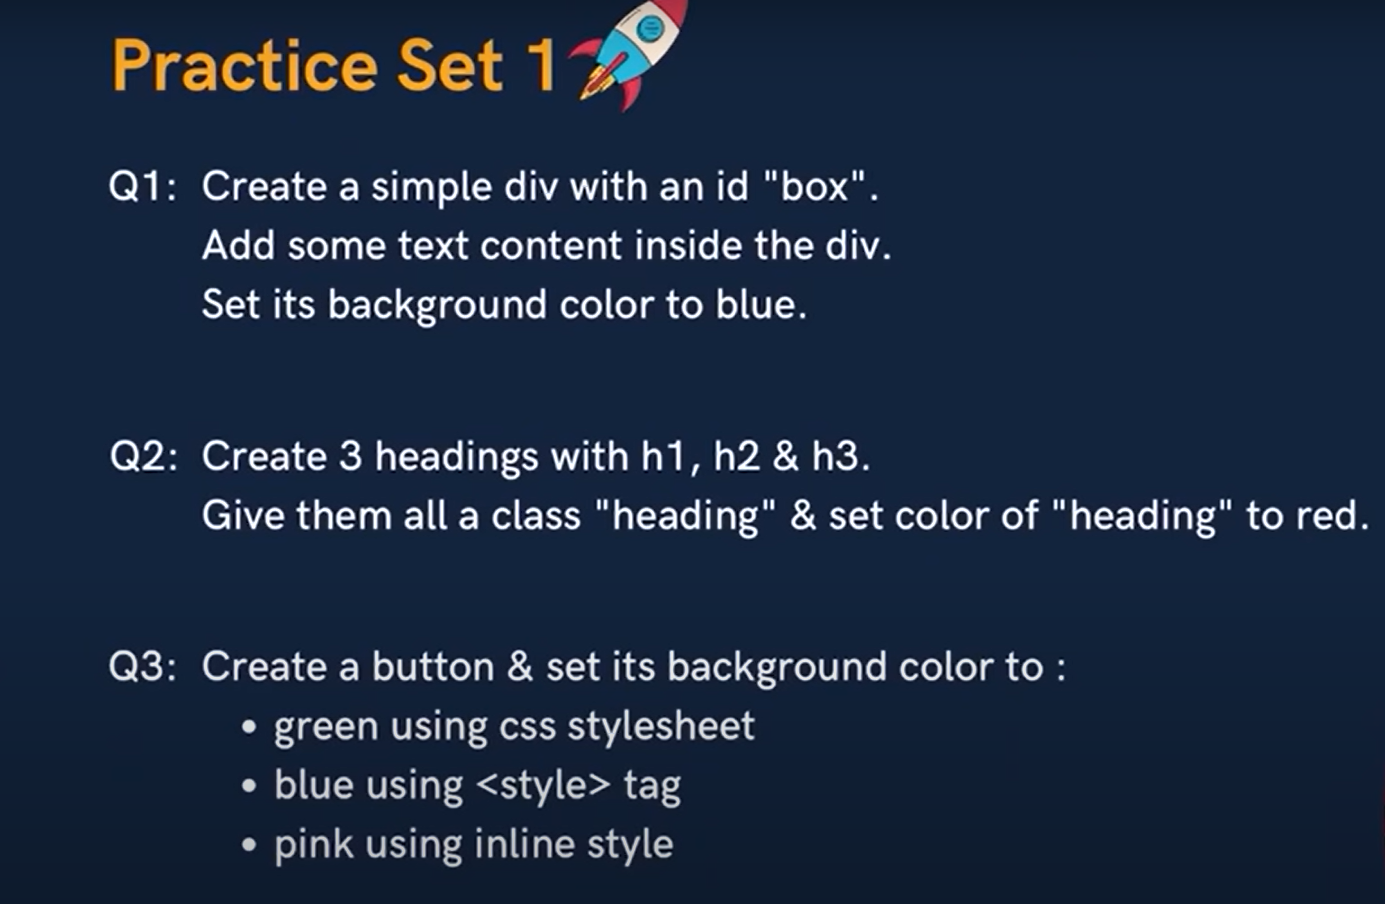 Practice Set 1
Q1: Create a simple div with an id "box".
Add some text content inside the div.
Set its background color to blue.
Q2: Create 3 headings with h1, h2 & h3.
Give them all a class "heading" & set color of "heading" to red.
Q3: Create a button & set its background color to :
• green using css stylesheet
• blue using <style> tag
• pink using inline style